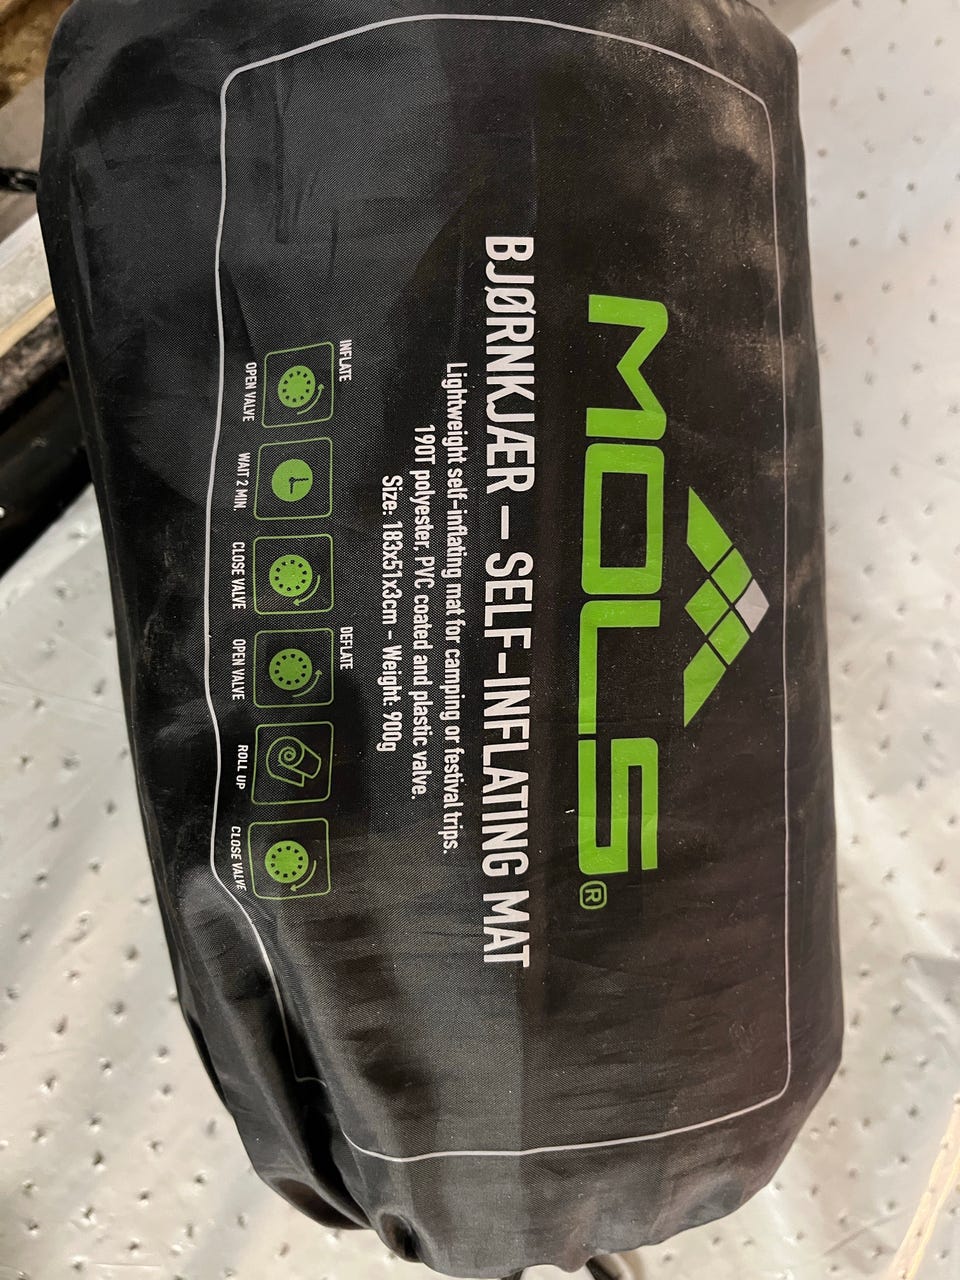 MOLS®
BJØRNKJÆR – SELF-INFLATING MAT
Lightweight self-inflating mat for camping or festival trips.
190T polyester, PVC coated and plastic valve.
Size: 183x51x3cm - Weight: 900g
INFLATE
DEFLATE
OPEN VALVE
WAIT 2 MIN.
CLOSE VALVE
OPEN VALVE
ROLL UP
CLOSE VALVE